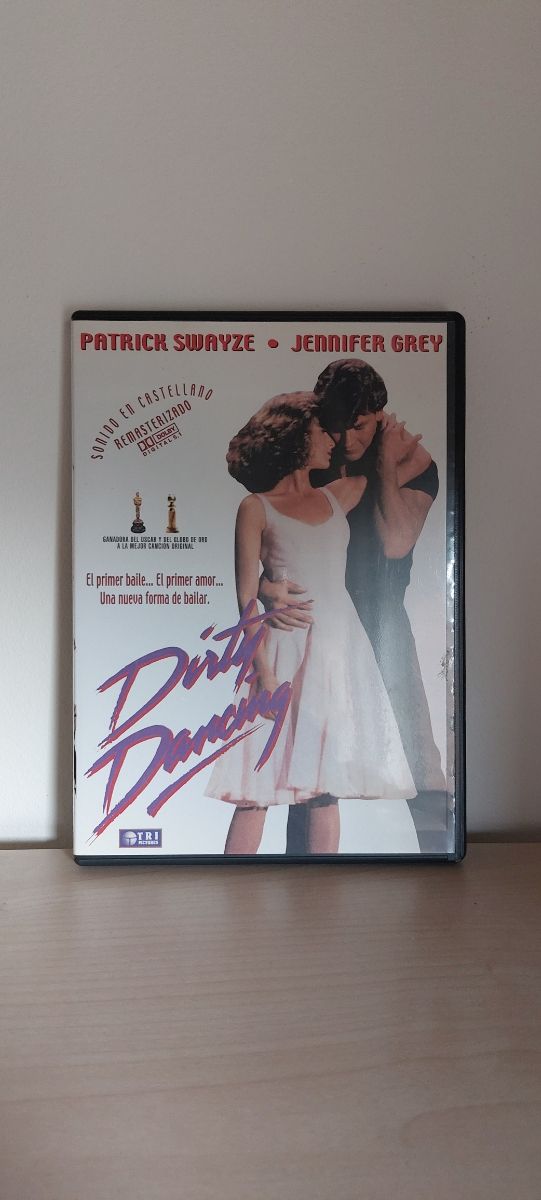 PATRICK SWAYZE • JENNIFER GREY
SONIDO EN CASTELLANO
REMASTERIZADO
DOLBY
DIGITAL 5.1
GANADORA DEL OSCAR Y DEL GLOBO DE ORO
A LA MEJOR CANCION ORIGINAL
El primer baile... El primer amor...
Una nueva forma de bailar.
Dirty
Dancing
TRI
PICTURES